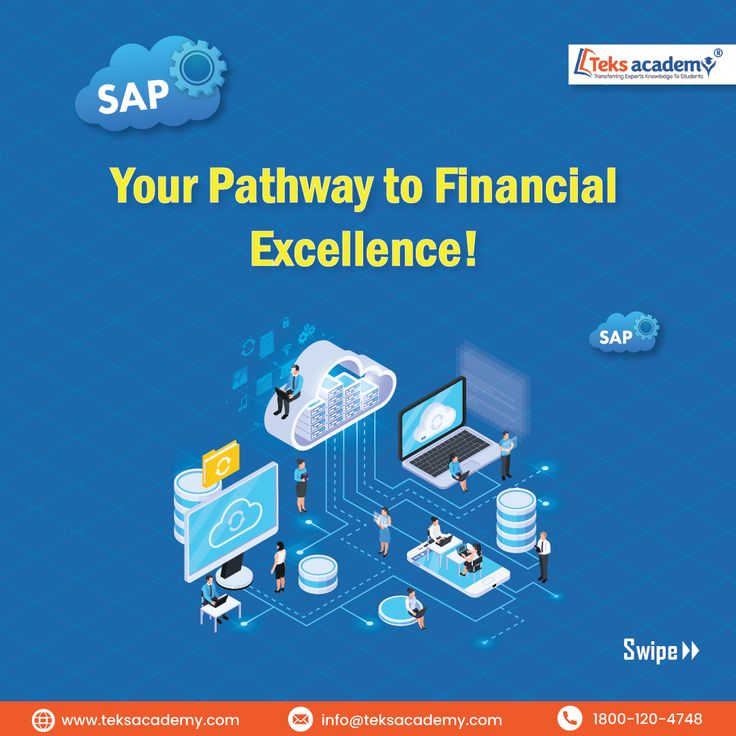 SAP
Teks academy®
Transferring Experts Knowledge To Students
Your Pathway to Financial
Excellence!
SAP
Swipe
www.teksacademy.com
info@teksacademy.com
1800-120-4748